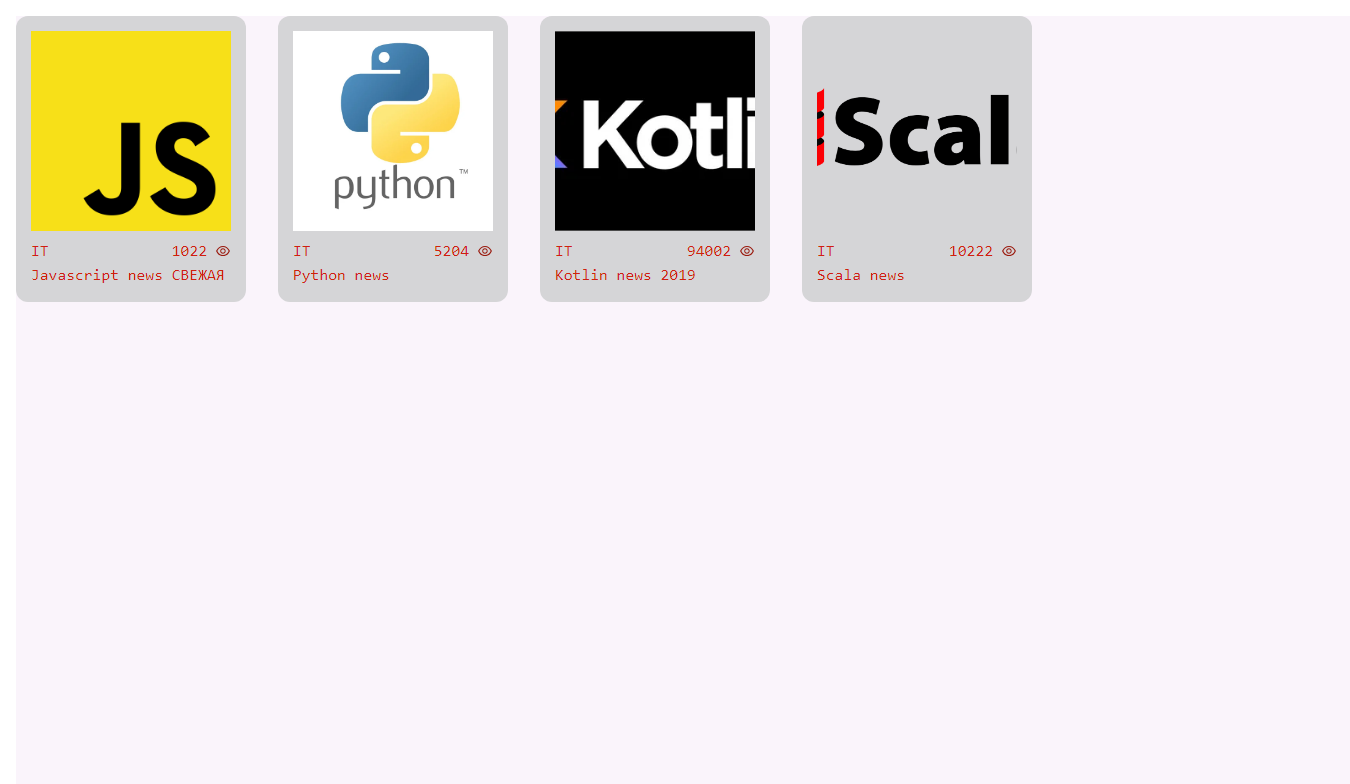 JS
IT 1022
Javascript news СВЕЖАЯ
python™
IT 5204
Python news
Kotli
IT 94002
Kotlin news 2019
Scal
IT 10222
Scala news